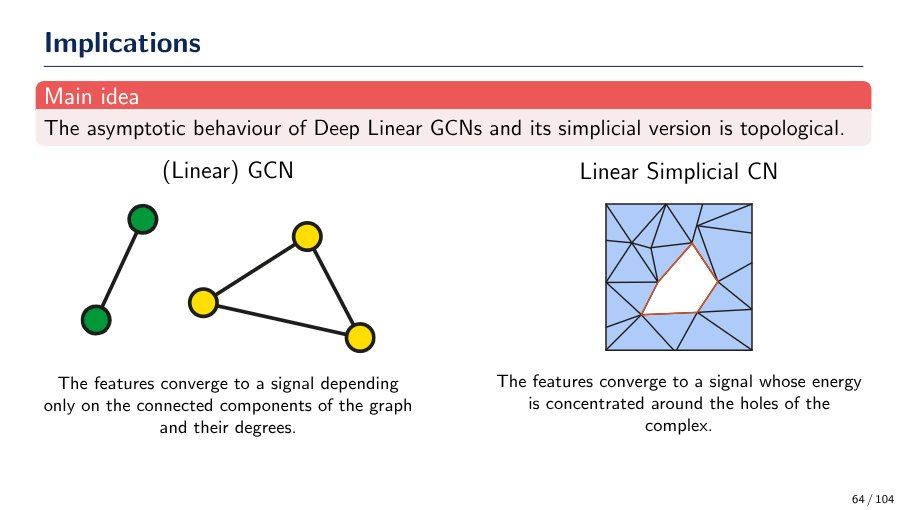 Implications
Main idea
The asymptotic behaviour of Deep Linear GCNs and its simplicial version is topological.
(Linear) GCN
The features converge to a signal depending
only on the connected components of the graph
and their degrees.
Linear Simplicial CN
The features converge to a signal whose energy
is concentrated around the holes of the
complex.
64 / 104